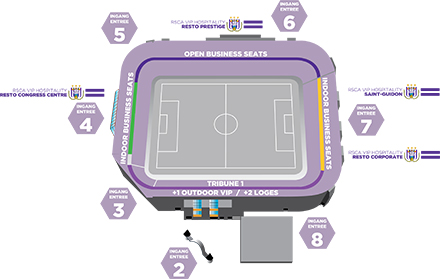 INGANG
ENTREE
5
RSCA VIP HOSPITALITY
RESTO PRESTIGE
INGANG
ENTREE
6
OPEN BUSINESS SEATS
RSCA VIP HOSPITALITY
RESTO CONGRESS CENTRE
INGANG
ENTREE
4
INDOOR BUSINESS SEATS
INDOOR BUSINESS SEATS
RSCA VIP HOSPITALITY
SAINT-GUIDON
INGANG
ENTREE
7
RSCA VIP HOSPITALITY
RESTO CORPORATE
TRIBUNE 1
+1 OUTDOOR VIP / +2 LOGES
INGANG
ENTREE
3
INGANG
ENTREE
2
INGANG
ENTREE
8